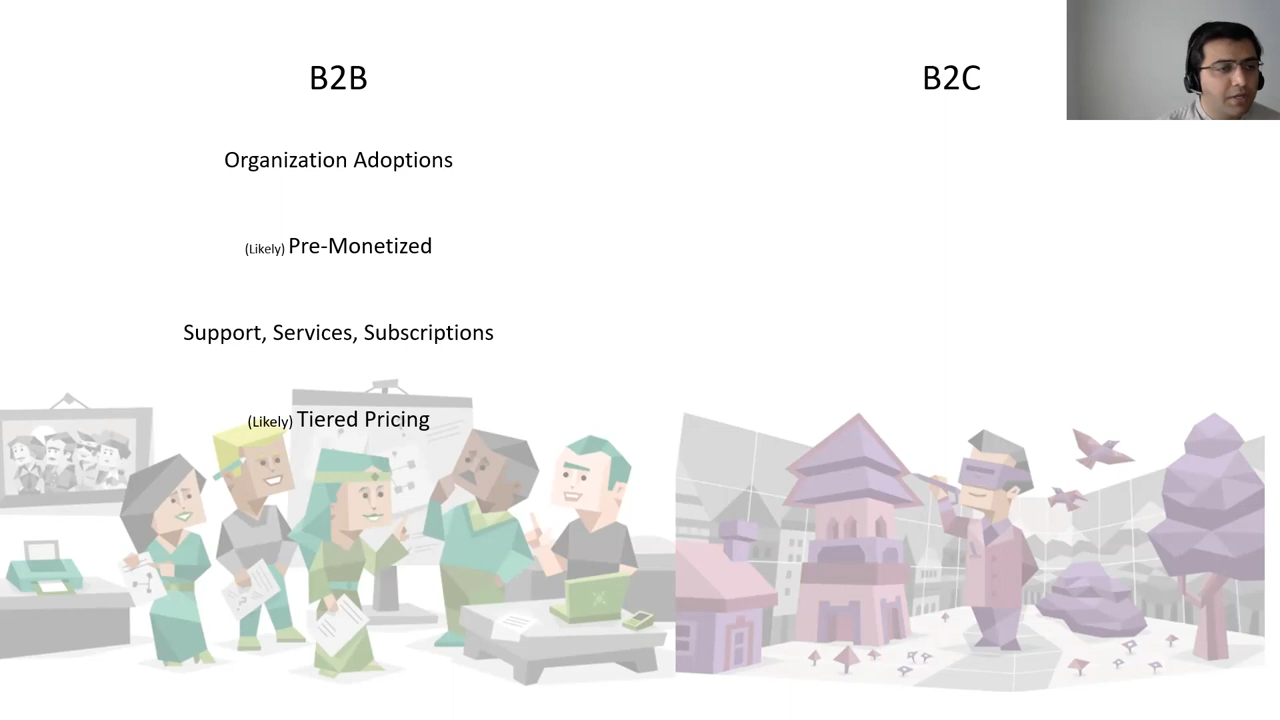 B2B
B2C
Organization Adoptions
(Likely) Pre-Monetized
Support, Services, Subscriptions
(Likely) Tiered Pricing